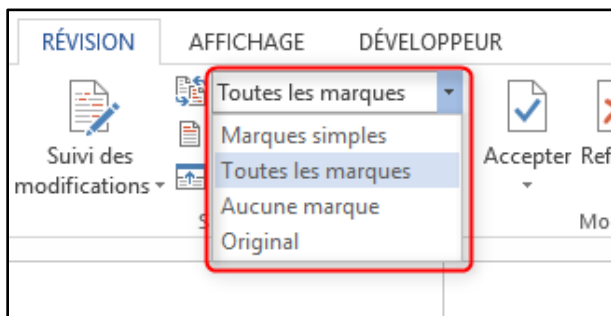 RÉVISION AFFICHAGE DÉVELOPPEUR
Toutes les marques
Marques simples
Toutes les marques
Aucune marque
Original
Suivi des
modifications
Accepter